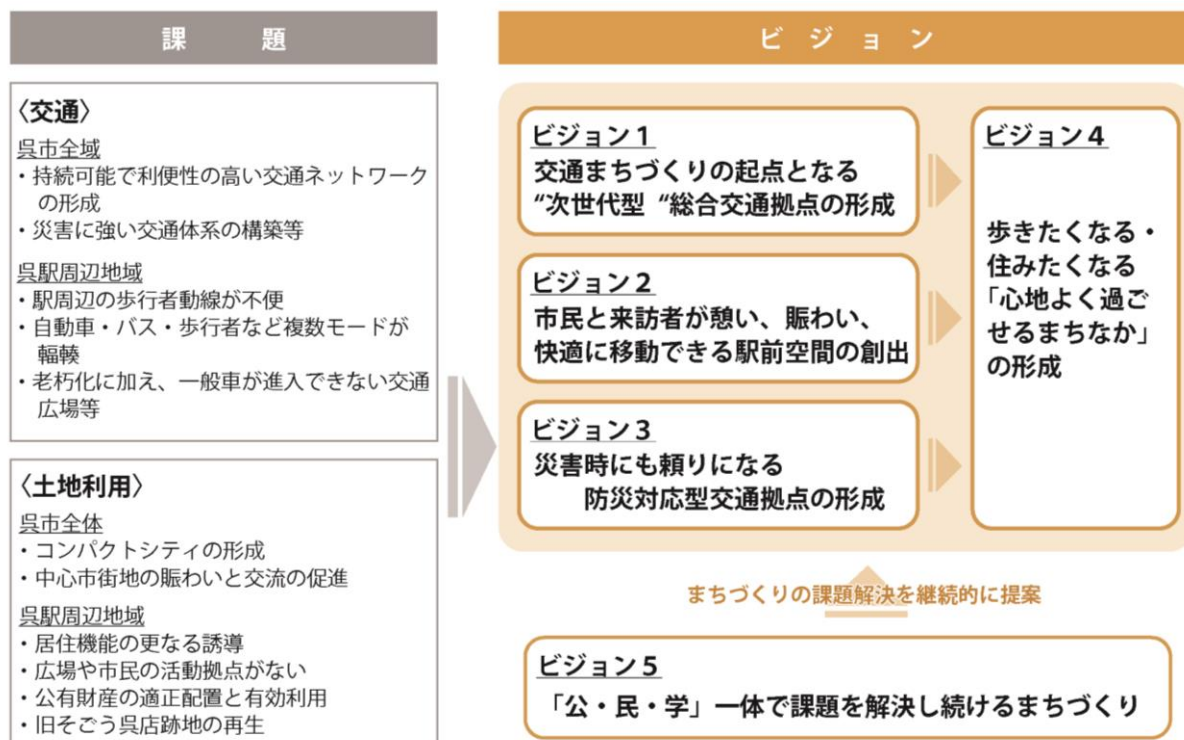 課題
〈交通〉
呉市全域
・持続可能で利便性の高い交通ネットワーク
の形成
・災害に強い交通体系の構築等
呉駅周辺地域
・駅周辺の歩行者動線が不便
・自動車・バス・歩行者など複数モードが
輻輳
・老朽化に加え、一般車が進入できない交通
広場等
〈土地利用〉
呉市全体
・コンパクトシティの形成
・中心市街地の賑わいと交流の促進
呉駅周辺地域
・居住機能の更なる誘導
・広場や市民の活動拠点がない
・公有財産の適正配置と有効利用
・旧そごう呉店跡地の再生
ビジョン
ビジョン1
交通まちづくりの起点となる
“次世代型 “総合交通拠点の形成
ビジョン2
市民と来訪者が憩い、賑わい、
快適に移動できる駅前空間の創出
ビジョン3
災害時にも頼りになる
防災対応型交通拠点の形成
ビジョン4
歩きたくなる・
住みたくなる
「心地よく過ご
せるまちなか」
の形成
まちづくりの課題解決を継続的に提案
ビジョン5
「公・民・学」一体で課題を解決し続けるまちづくり